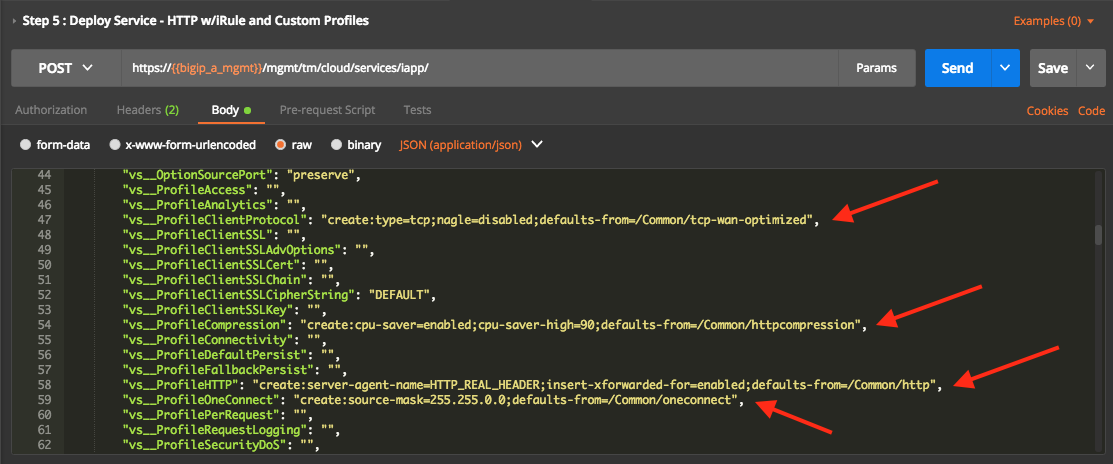 Step 5 : Deploy Service - HTTP w/iRule and Custom Profiles
Examples (0)
POST
https://{{bigip_a_mgmt}}/mgmt/tm/cloud/services/iapp/
Params
Send
Save
Authorization
Headers (2)
Body
Pre-request Script
Tests
Cookies
Code
form-data
x-www-form-urlencoded
raw
binary
JSON (application/json)
44 "vs__OptionSourcePort": "preserve",
45 "vs__ProfileAccess": "",
46 "vs__ProfileAnalytics": "",
47 "vs__ProfileClientProtocol": "create:type=tcp;nagle=disabled;defaults-from=/Common/tcp-wan-optimized",
48 "vs__ProfileClientSSL": "",
49 "vs__ProfileClientSSLAdvOptions": "",
50 "vs__ProfileClientSSLCert": "",
51 "vs__ProfileClientSSLChain": "",
52 "vs__ProfileClientSSLCipherString": "DEFAULT",
53 "vs__ProfileClientSSLKey": "",
54 "vs__ProfileCompression": "create:cpu-saver=enabled;cpu-saver-high=90;defaults-from=/Common/httpcompression",
55 "vs__ProfileConnectivity": "",
56 "vs__ProfileDefaultPersist": "",
57 "vs__ProfileFallbackPersist": "",
58 "vs__ProfileHTTP": "create:server-agent-name=HTTP_REAL_HEADER;insert-xforwarded-for=enabled;defaults-from=/Common/http",
59 "vs__ProfileOneConnect": "create:source-mask=255.255.0.0;defaults-from=/Common/oneconnect",
60 "vs__ProfilePerRequest": "",
61 "vs__ProfileRequestLogging": "",
62 "vs__ProfileSecurityDoS": "",